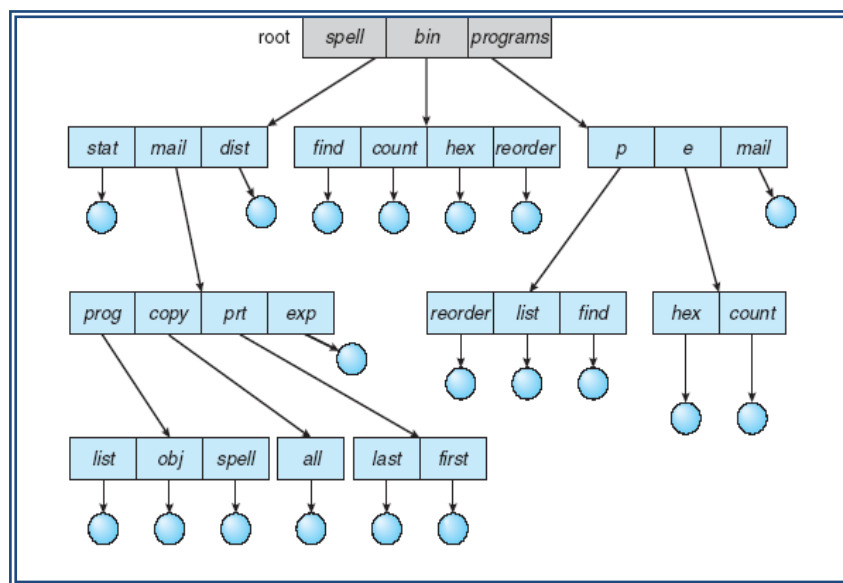 root spell bin programs
stat mail dist find count hex reorder p e mail
prog copy prt exp reorder list find hex count
list obj spell all last first